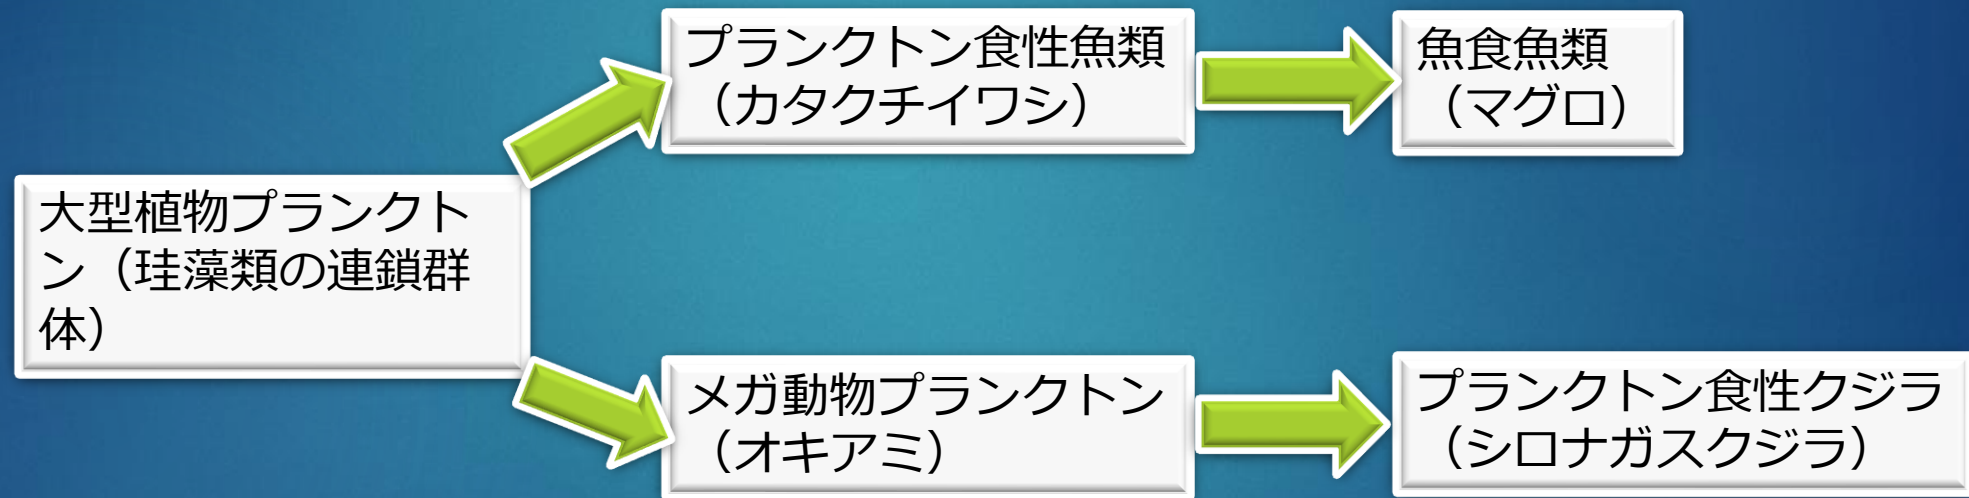 プランクトン食性魚類
（カタクチイワシ）
魚食魚類
（マグロ）
大型植物プランクト
ン（珪藻類の連鎖群
体）
メガ動物プランクトン
（オキアミ）
プランクトン食性クジラ
（シロナガスクジラ）